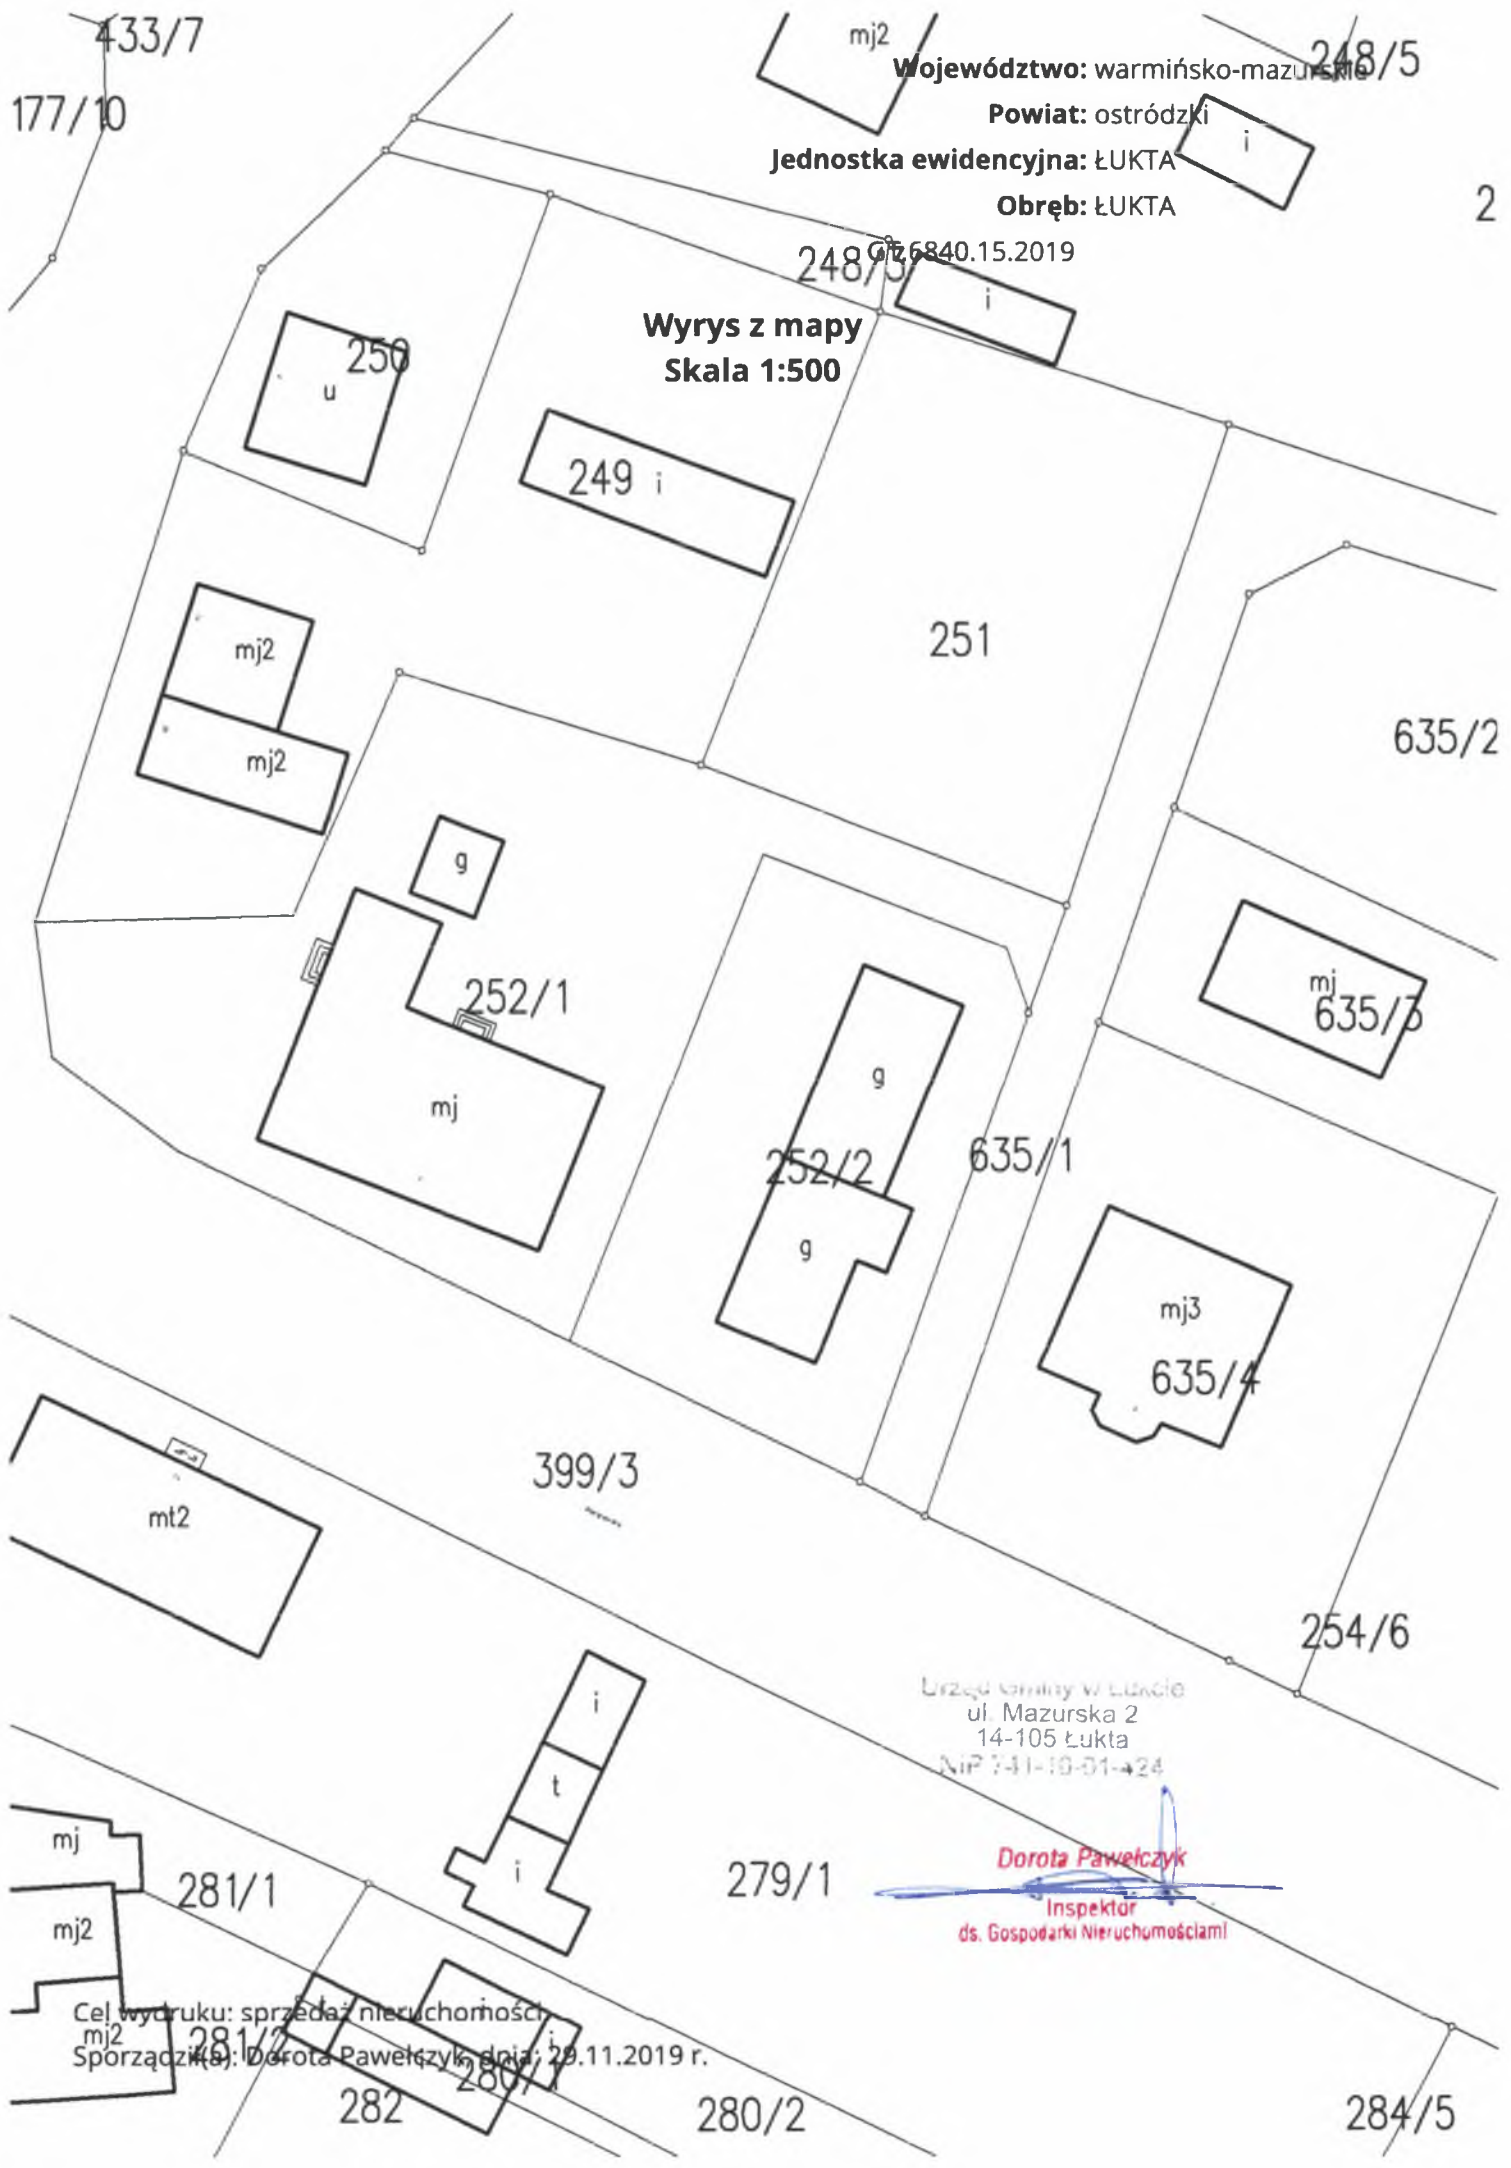 433/7
mj2
Województwo: warmińsko-mazurskie
248/5
177/10
Powiat: ostródzki
i
Jednostka ewidencyjna: ŁUKTA
Obręb: ŁUKTA
2
248/3
6840.15.2019
i
Wyrys z mapy
Skala 1:500
250
u
249 i
251
mj2
635/2
mj2
g
252/1
mj
635/3
g
mj
252/2
635/1
g
mj3
635/4
399/3
mt2
254/6
Urząd Gminy w Łukcie
ul. Mazurska 2
14-105 Łukta
i
t
mj
281/1
i
279/1
Dorota Pawełczyk
Inspektor
ds. Gospodarki Nieruchomościami
mj2
Cel wydruku: sprzedaż nieruchomości
i
i
mj2
281/2
Sporządził(a): Dorota Pawełczyk, dnia: 29.11.2019 r.
280/1
282
280/2
284/5